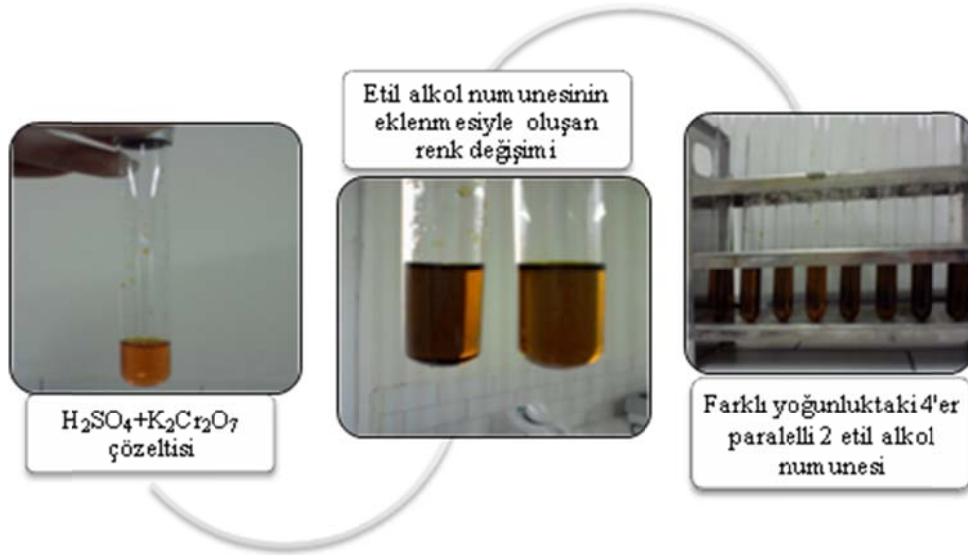 H₂SO₄+K₂Cr₂O₇
çözeltisi
Etil alkol numunesinin
eklenmesiyle oluşan
renk değişimi
Farklı yoğunluktaki 4'er
paralelli 2 etil alkol
numunesi